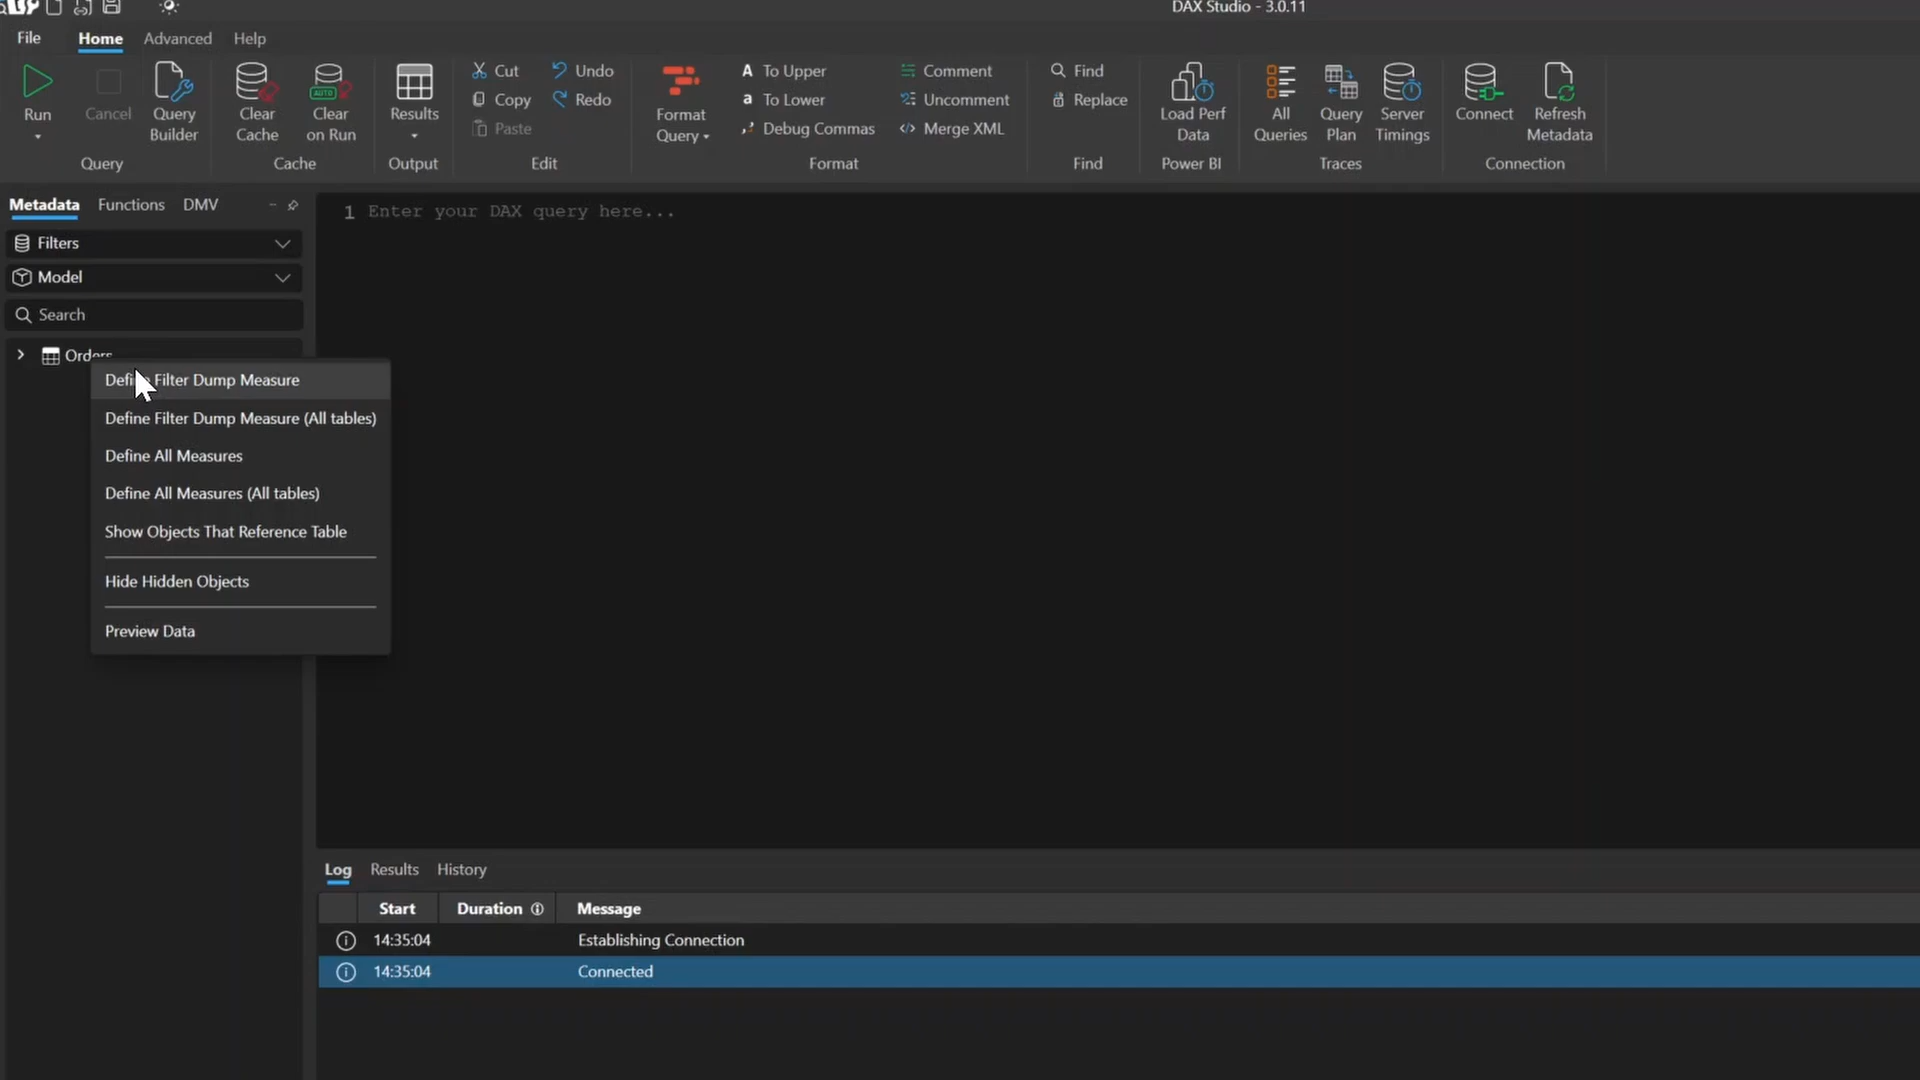 DAX Studio - 3.0.11
File Home Advanced Help
Run
Cancel
Query Builder
Query
Clear Cache
AUTO
Clear on Run
Cache
Results
Output
Cut
Copy
Paste
Undo
Redo
Edit
Format Query
To Upper
To Lower
Debug Commas
Comment
Uncomment
Merge XML
Format
Find
Replace
Find
Load Perf Data
Power BI
All Queries
Query Plan
Server Timings
Traces
Connect
Refresh Metadata
Connection
Metadata Functions DMV
Filters
Model
Search
Orders
Define Filter Dump Measure
Define Filter Dump Measure (All tables)
Define All Measures
Define All Measures (All tables)
Show Objects That Reference Table
Hide Hidden Objects
Preview Data
1 Enter your DAX query here...
Log Results History
Start Duration Message
14:35:04 Establishing Connection
14:35:04 Connected